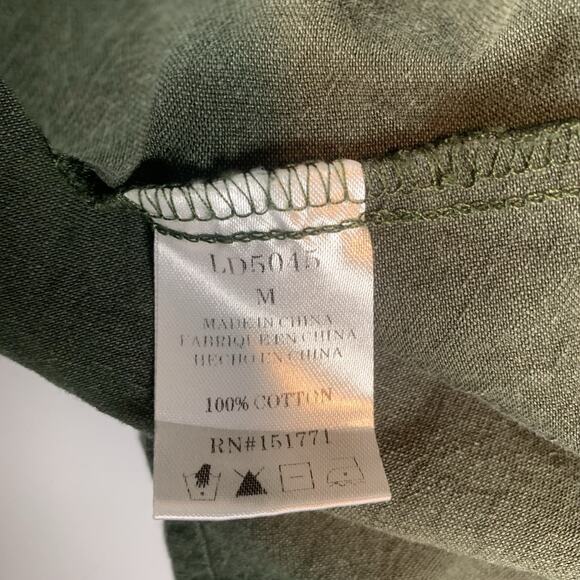 LD5045
M
MADE IN CHINA
FABRIQUE EN CHINA
HECHO EN CHINA
100% COTTON
RN#151771